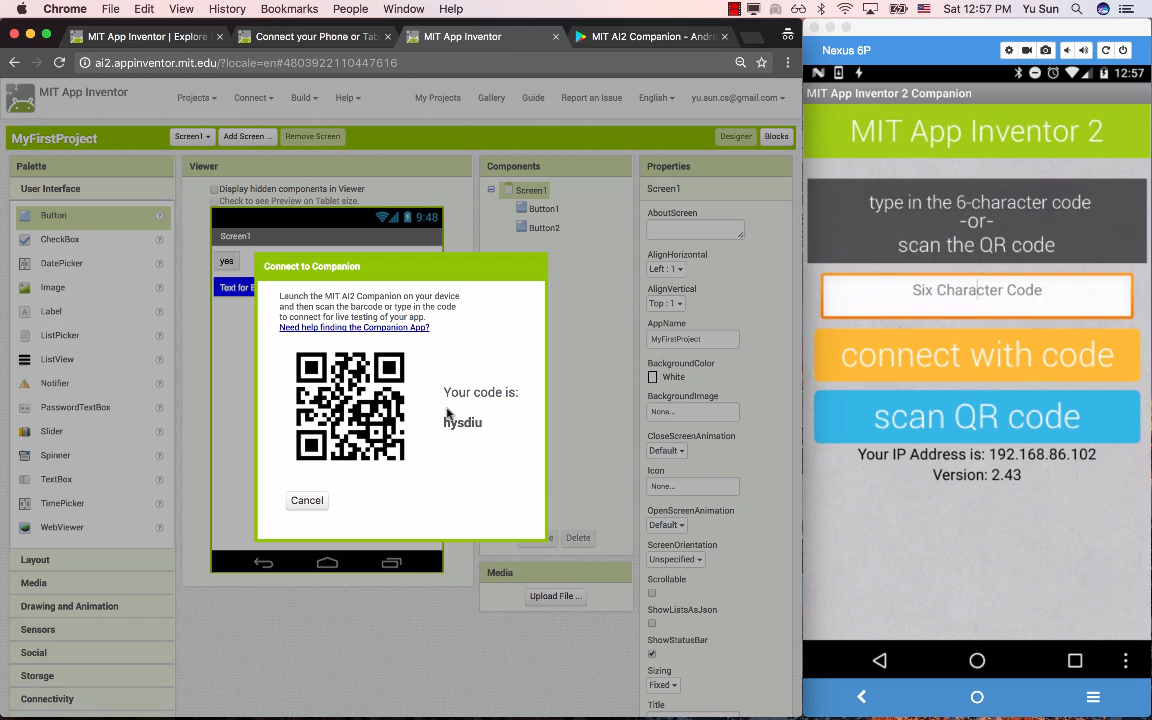 Chrome File Edit View History Bookmarks People Window Help Sat 12:57 PM Yu Sun
MIT App Inventor | Explore
Connect your Phone or Tab
MIT App Inventor
MIT AI2 Companion - Andro
ai2.appinventor.mit.edu/?locale=en#4803922110447616
MIT App Inventor
Projects Connect Build Help My Projects Gallery Guide Report an Issue English yu.sun.cs@gmail.com
MyFirstProject
Screen1 Add Screen ... Remove Screen
Designer Blocks
Palette
User Interface
Button ?
CheckBox ?
DatePicker ?
Image ?
Label ?
ListPicker ?
ListView ?
Notifier ?
PasswordTextBox ?
Slider ?
Spinner ?
TextBox ?
TimePicker ?
WebViewer ?
Layout
Media
Drawing and Animation
Sensors
Social
Storage
Connectivity
Viewer
Display hidden components in Viewer
Check to see Preview on Tablet size.
9:48
Screen1
yes
Text for B
Connect to Companion
Launch the MIT AI2 Companion on your device
and then scan the barcode or type in the code
to connect for live testing of your app.
Need help finding the Companion App?
Your code is:
hysdiu
Cancel
Components
Screen1
Button1
Button2
Delete
Media
Upload File ...
Properties
Screen1
AboutScreen
AlignHorizontal
Left : 1
AlignVertical
Top : 1
AppName
MyFirstProject
BackgroundColor
White
BackgroundImage
None...
CloseScreenAnimation
Default
Icon
None...
OpenScreenAnimation
Default
ScreenOrientation
Unspecified
Scrollable
ShowListsAsJson
ShowStatusBar
Sizing
Fixed
Title
Nexus 6P
12:57
MIT App Inventor 2 Companion
MIT App Inventor 2
type in the 6-character code
-or-
scan the QR code
Six Character Code
connect with code
scan QR code
Your IP Address is: 192.168.86.102
Version: 2.43